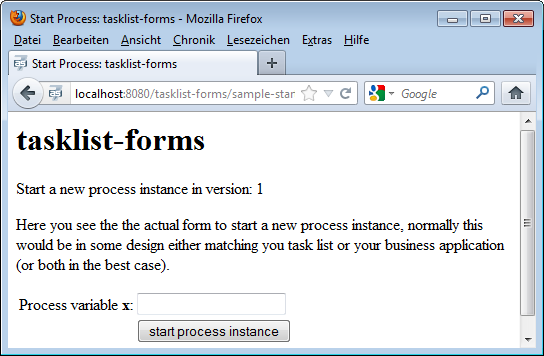 Start Process: tasklist-forms - Mozilla Firefox
Datei Bearbeiten Ansicht Chronik Lesezeichen Extras Hilfe
Start Process: tasklist-forms
localhost:8080/tasklist-forms/sample-star Google
tasklist-forms
Start a new process instance in version: 1
Here you see the the actual form to start a new process instance, normally this
would be in some design either matching you task list or your business application
(or both in the best case).
Process variable x:
start process instance